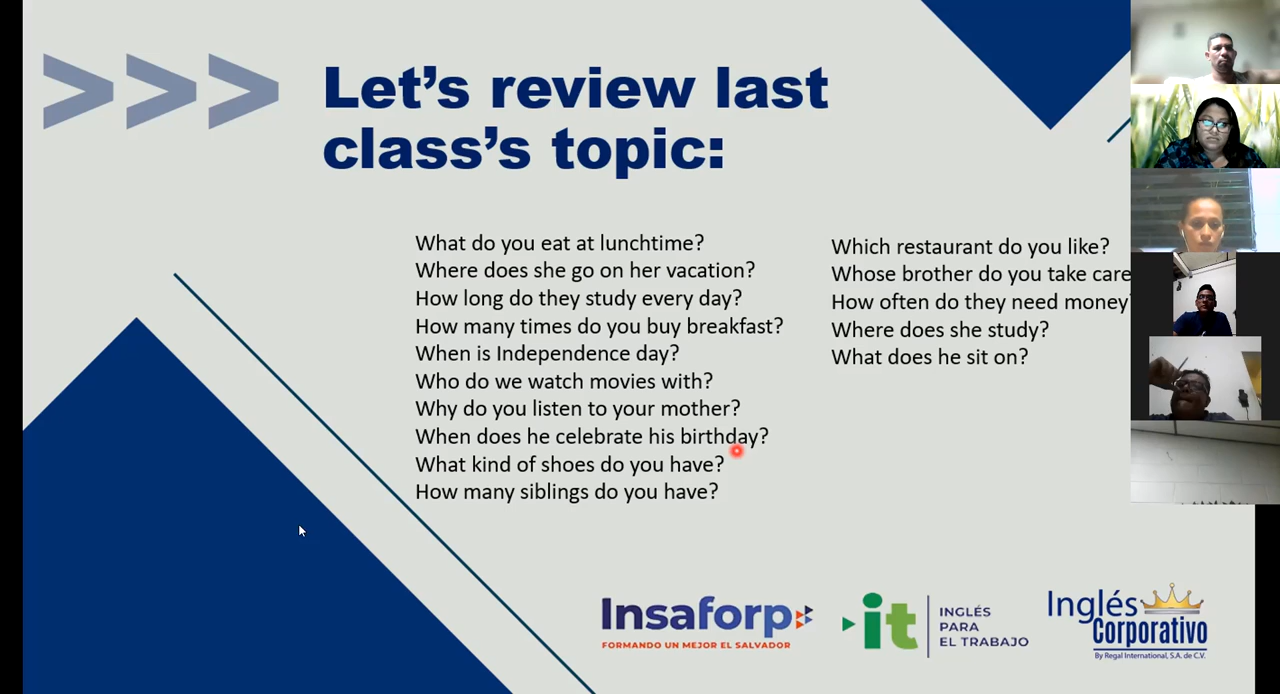 >>> Let's review last
class's topic:
What do you eat at lunchtime?
Where does she go on her vacation?
How long do they study every day?
How many times do you buy breakfast?
When is Independence day?
Who do we watch movies with?
Why do you listen to your mother?
When does he celebrate his birthday?
What kind of shoes do you have?
How many siblings do you have?
Which restaurant do you like?
Whose brother do you take care
How often do they need money?
Where does she study?
What does he sit on?
Insaforp
FORMANDO UN MEJOR EL SALVADOR
it
INGLÉS
PARA
EL TRABAJO
Inglés
Corporativo
By Regal International, S.A. de C.V.